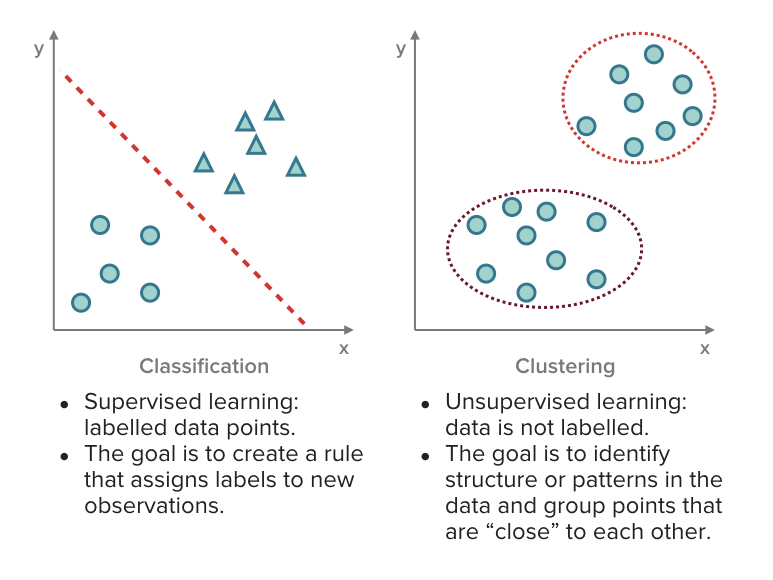 y
x
Classification
• Supervised learning:
labelled data points.
• The goal is to create a rule
that assigns labels to new
observations.
y
x
Clustering
• Unsupervised learning:
data is not labelled.
• The goal is to identify
structure or patterns in the
data and group points that
are “close” to each other.